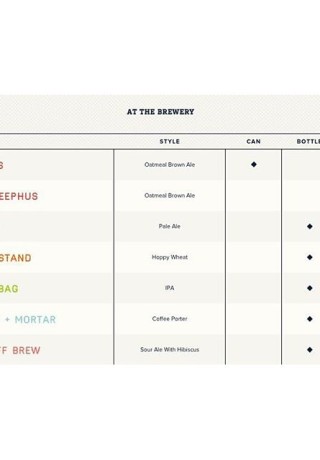 AT THE BREWERY
STYLE CAN BOTTLE
S Oatmeal Brown Ale ◆
EEPHUS Oatmeal Brown Ale
Pale Ale ◆
STAND Hoppy Wheat ◆
BAG IPA ◆
+ MORTAR Coffee Porter ◆
FF BREW Sour Ale With Hibiscus ◆